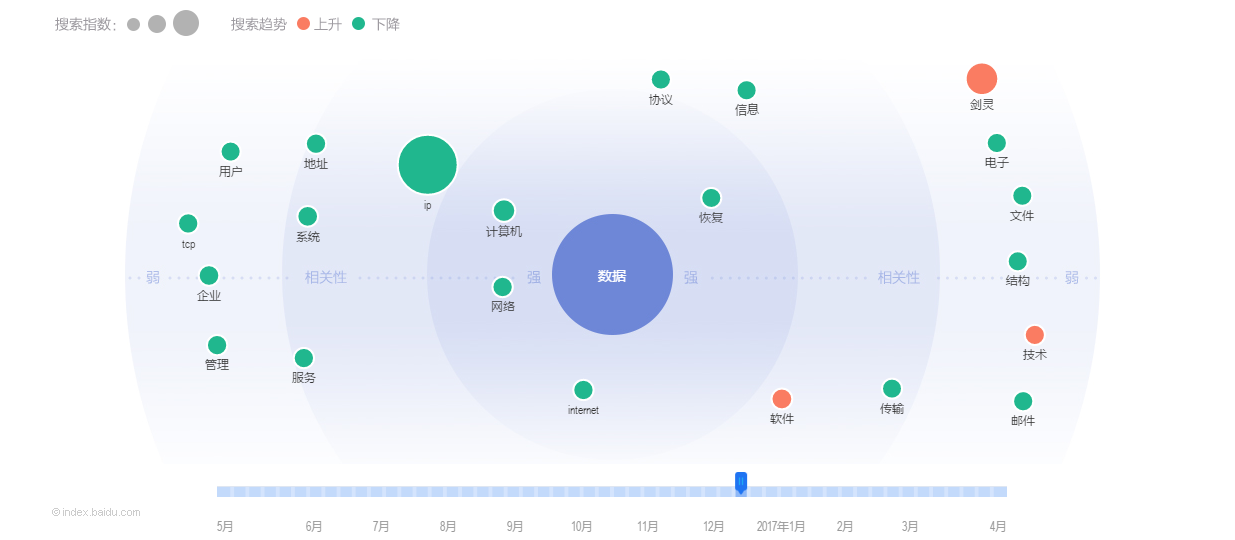 搜索指数: 搜索趋势 上升 下降
协议
信息
剑灵
用户
地址
电子
ip
恢复
文件
tcp
系统
计算机
弱 相关性 强 数据 强 相关性 弱
企业
网络
结构
管理
服务
技术
internet
软件
传输
邮件
©index.baidu.com
5月 6月 7月 8月 9月 10月 11月 12月 2017年1月 2月 3月 4月